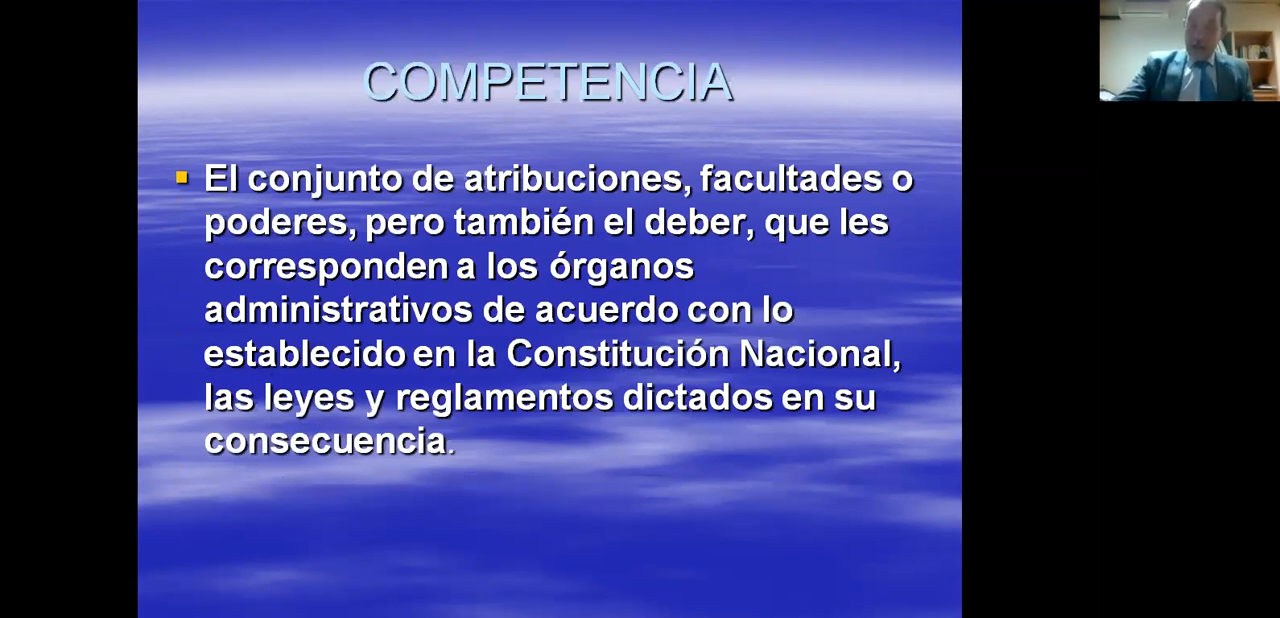 COMPETENCIA
El conjunto de atribuciones, facultades o
poderes, pero también el deber, que les
corresponden a los órganos
administrativos de acuerdo con lo
establecido en la Constitución Nacional,
las leyes y reglamentos dictados en su
consecuencia.